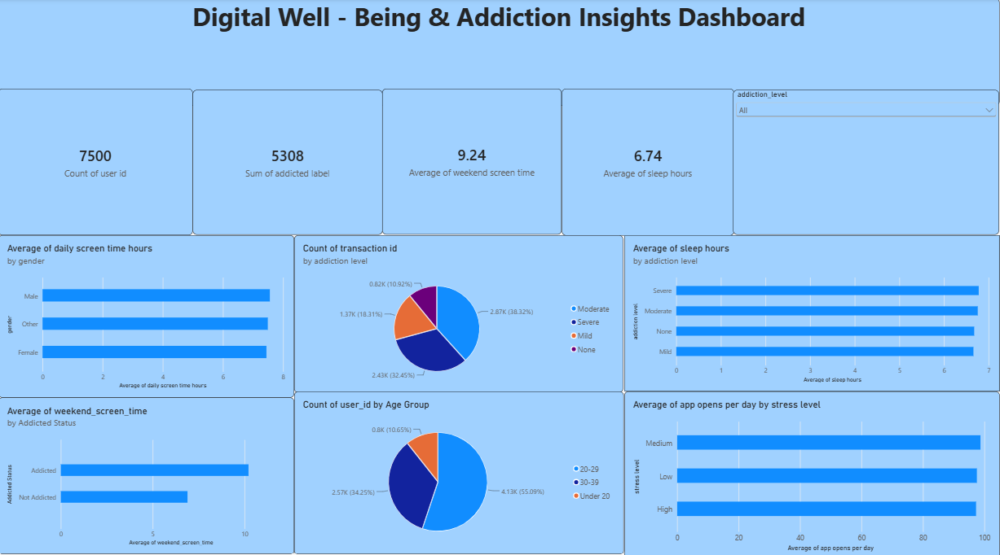 Digital Well - Being & Addiction Insights Dashboard
7500
Count of user id
5308
Sum of addicted label
9.24
Average of weekend screen time
6.74
Average of sleep hours
addiction_level
All
Average of daily screen time hours
by gender
gender
Male
Other
Female
0 2 4 6 8
Average of daily screen time hours
Count of transaction id
by addiction level
0.82K (10.92%)
1.37K (18.31%)
2.87K (38.32%)
2.43K (32.45%)
Moderate
Severe
Mild
None
Average of sleep hours
by addiction level
addiction level
Severe
Moderate
None
Mild
0 1 2 3 4 5 6 7
Average of sleep hours
Average of weekend_screen_time
by Addicted Status
Addicted Status
Addicted
Not Addicted
0 5 10
Average of weekend_screen_time
Count of user_id by Age Group
0.8K (10.65%)
2.57K (34.25%)
4.13K (55.09%)
20-29
30-39
Under 20
Average of app opens per day by stress level
stress level
Medium
Low
High
0 20 40 60 80 100
Average of app opens per day